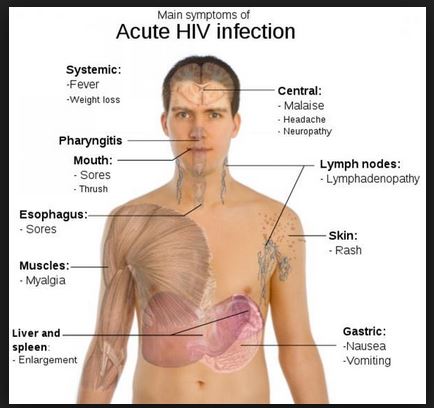 Main symptoms of
Acute HIV infection
Systemic:
-Fever
-Weight loss
Central:
- Malaise
- Headache
- Neuropathy
Pharyngitis
Mouth:
- Sores
- Thrush
Lymph nodes:
- Lymphadenopathy
Esophagus:
- Sores
Skin:
- Rash
Muscles:
- Myalgia
Liver and
spleen:
- Enlargement
Gastric:
-Nausea
-Vomiting